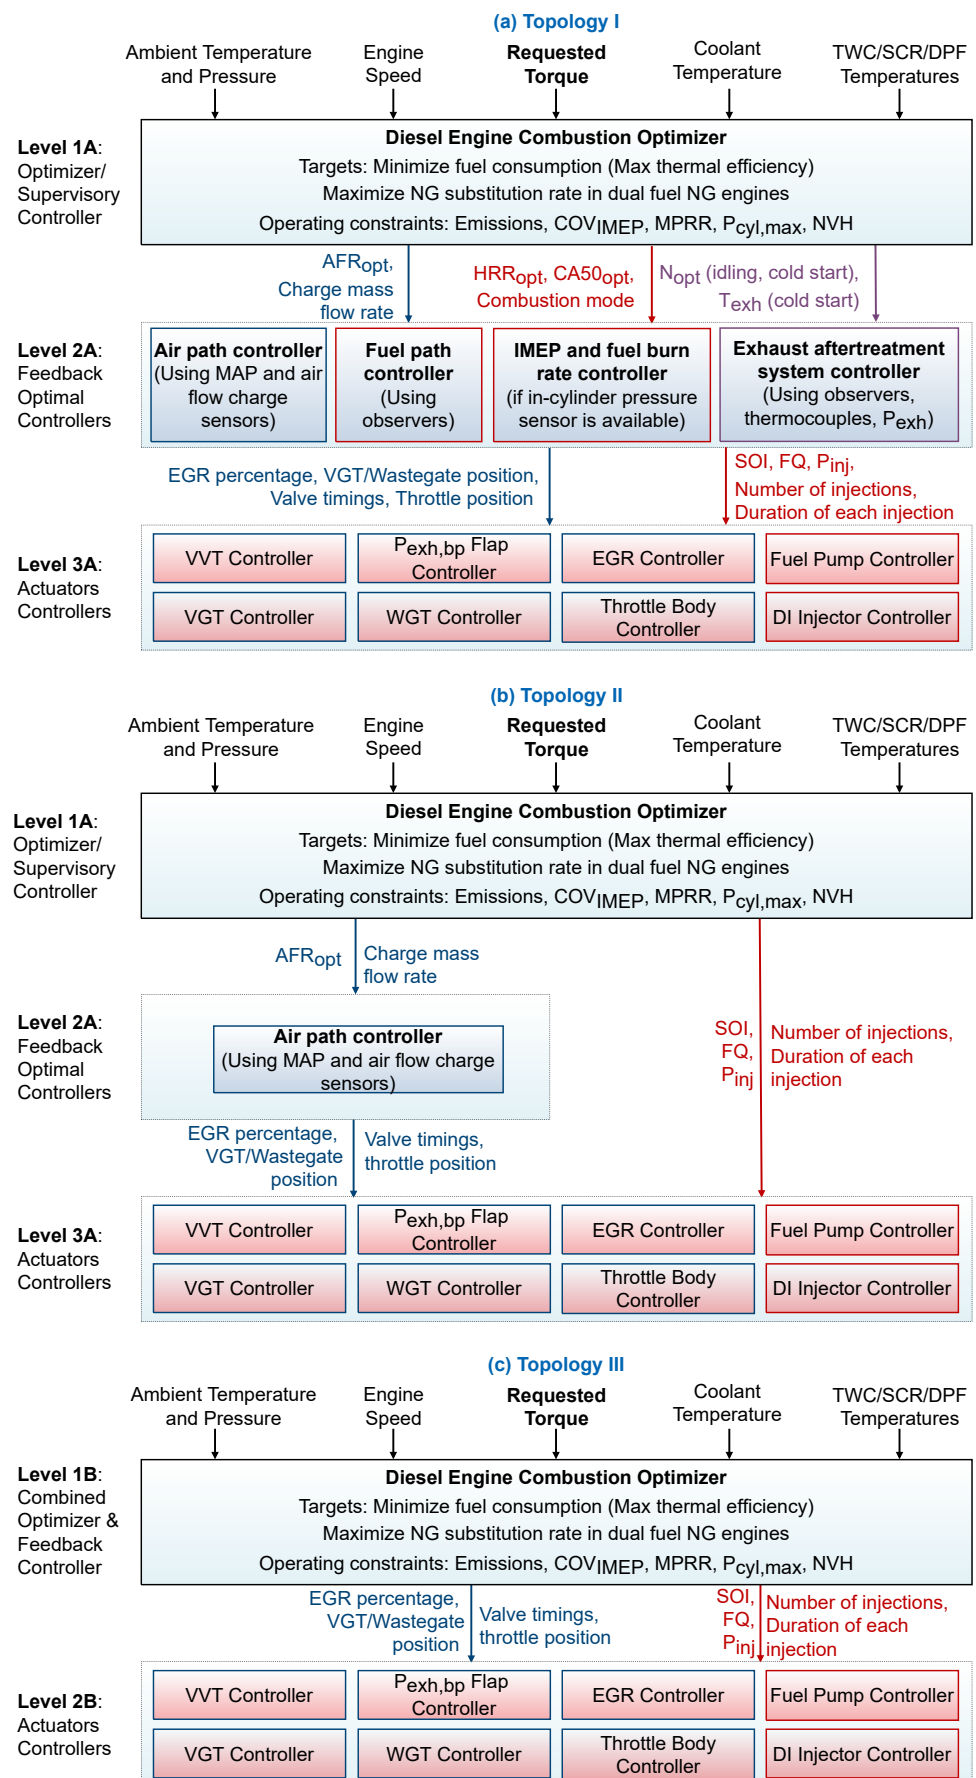 (a) Topology I
Ambient Temperature
and Pressure
Engine
Speed
Requested
Torque
Coolant
Temperature
TWC/SCR/DPF
Temperatures
Level 1A:
Optimizer/
Supervisory
Controller
Diesel Engine Combustion Optimizer
Targets: Minimize fuel consumption (Max thermal efficiency)
Maximize NG substitution rate in dual fuel NG engines
Operating constraints: Emissions, COVIMEP, MPRR, Pcyl,max, NVH
AFRopt,
Charge mass
flow rate
HRRopt, CA50opt,
Combustion mode
Nopt (idling, cold start),
Texh (cold start)
Level 2A:
Feedback
Optimal
Controllers
Air path controller
(Using MAP and air
flow charge
sensors)
Fuel path
controller
(Using
observers)
IMEP and fuel burn
rate controller
(if in-cylinder pressure
sensor is available)
Exhaust aftertreatment
system controller
(Using observers,
thermocouples, Pexh)
EGR percentage, VGT/Wastegate position,
Valve timings, Throttle position
SOI, FQ, Pinj,
Number of injections,
Duration of each injection
Level 3A:
Actuators
Controllers
VVT Controller
Pexh,bp Flap
Controller
EGR Controller
Fuel Pump Controller
VGT Controller
WGT Controller
Throttle Body
Controller
DI Injector Controller
(b) Topology II
Ambient Temperature
and Pressure
Engine
Speed
Requested
Torque
Coolant
Temperature
TWC/SCR/DPF
Temperatures
Level 1A:
Optimizer/
Supervisory
Controller
Diesel Engine Combustion Optimizer
Targets: Minimize fuel consumption (Max thermal efficiency)
Maximize NG substitution rate in dual fuel NG engines
Operating constraints: Emissions, COVIMEP, MPRR, Pcyl,max, NVH
AFRopt
Charge mass
flow rate
Level 2A:
Feedback
Optimal
Controllers
Air path controller
(Using MAP and air flow charge
sensors)
SOI,
FQ,
Pinj
Number of injections,
Duration of each
injection
EGR percentage,
VGT/Wastegate
position
Valve timings,
throttle position
Level 3A:
Actuators
Controllers
VVT Controller
Pexh,bp Flap
Controller
EGR Controller
Fuel Pump Controller
VGT Controller
WGT Controller
Throttle Body
Controller
DI Injector Controller
(c) Topology III
Ambient Temperature
and Pressure
Engine
Speed
Requested
Torque
Coolant
Temperature
TWC/SCR/DPF
Temperatures
Level 1B:
Combined
Optimizer &
Feedback
Controller
Diesel Engine Combustion Optimizer
Targets: Minimize fuel consumption (Max thermal efficiency)
Maximize NG substitution rate in dual fuel NG engines
Operating constraints: Emissions, COVIMEP, MPRR, Pcyl,max, NVH
EGR percentage,
VGT/Wastegate
position
Valve timings,
throttle position
SOI,
FQ,
Pinj
Number of injections,
Duration of each
injection
Level 2B:
Actuators
Controllers
VVT Controller
Pexh,bp Flap
Controller
EGR Controller
Fuel Pump Controller
VGT Controller
WGT Controller
Throttle Body
Controller
DI Injector Controller